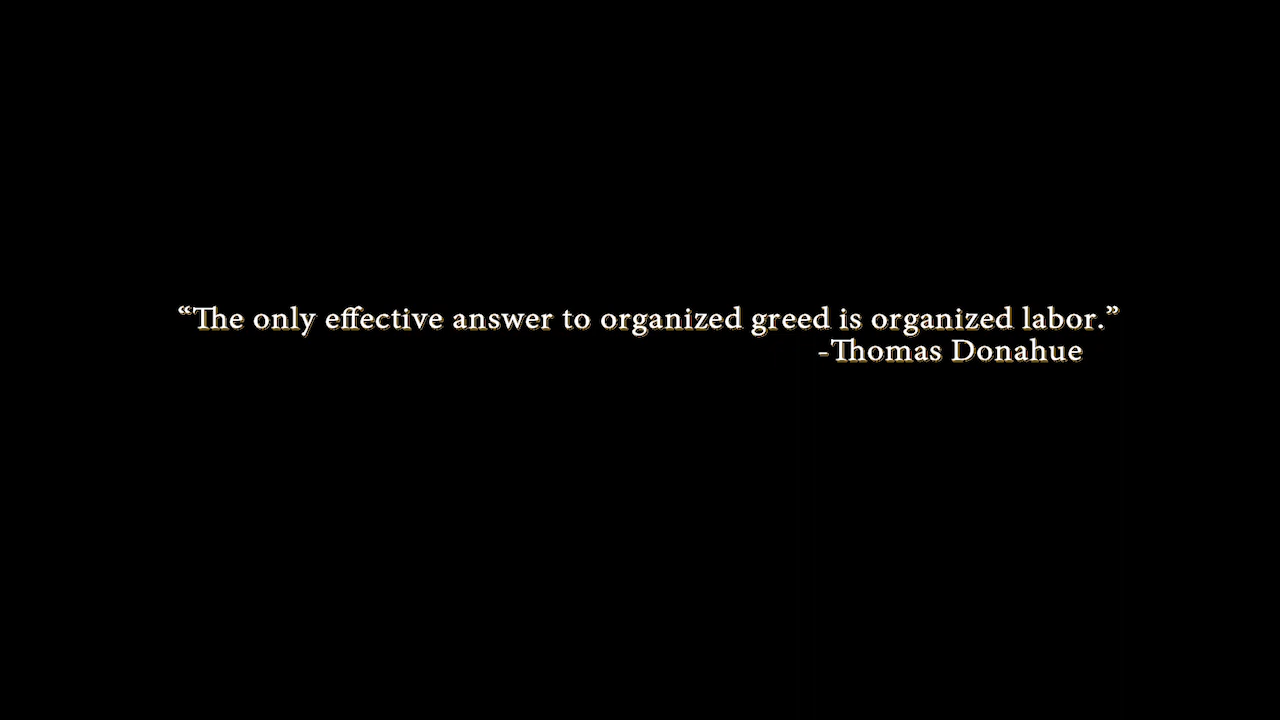 “The only effective answer to organized greed is organized labor.”
-Thomas Donahue